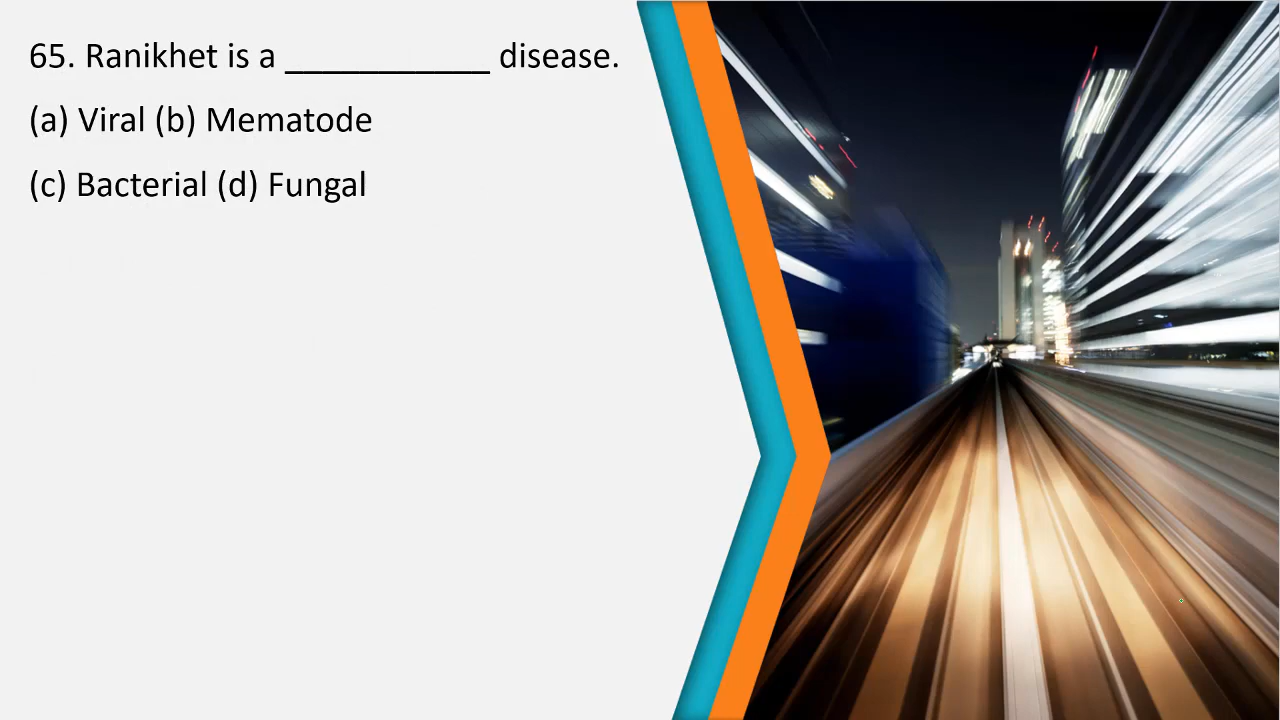 65. Ranikhet is a ___________ disease.
(a) Viral (b) Mematode
(c) Bacterial (d) Fungal